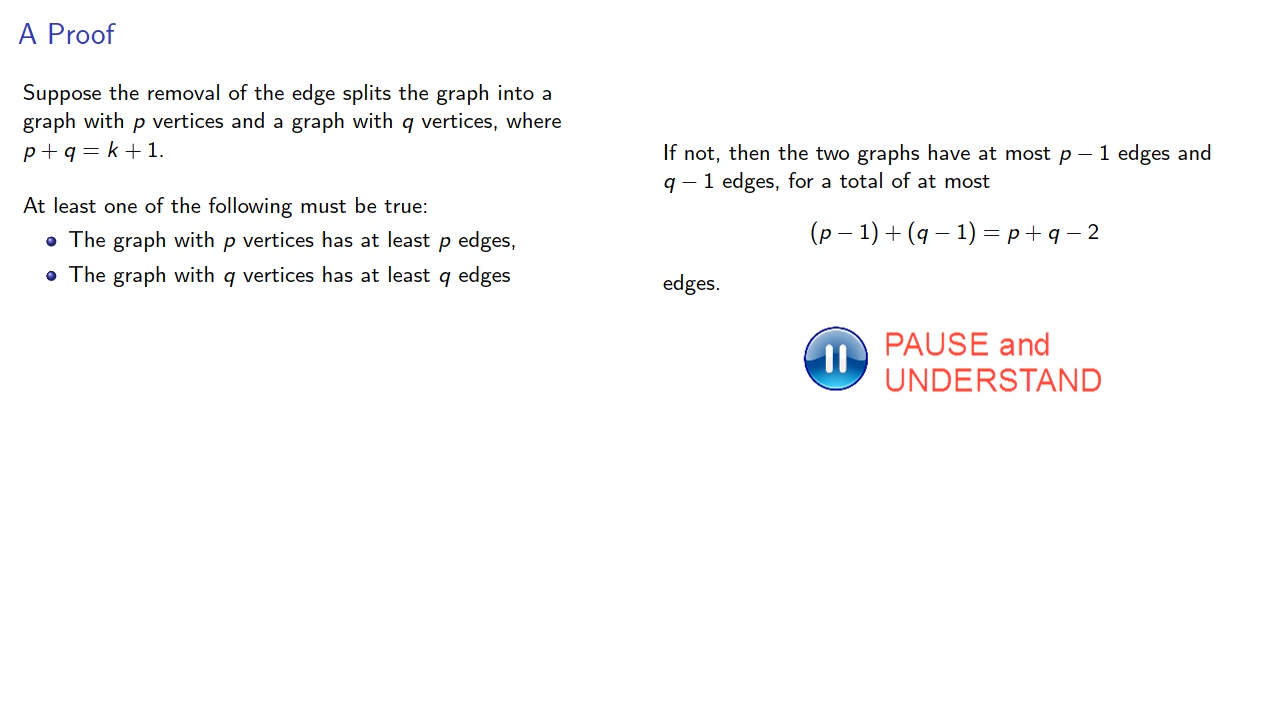 A Proof
Suppose the removal of the edge splits the graph into a
graph with p vertices and a graph with q vertices, where
p + q = k + 1.
At least one of the following must be true:
The graph with p vertices has at least p edges,
The graph with q vertices has at least q edges
If not, then the two graphs have at most p − 1 edges and
q − 1 edges, for a total of at most
(p − 1) + (q − 1) = p + q − 2
edges.
PAUSE and
UNDERSTAND